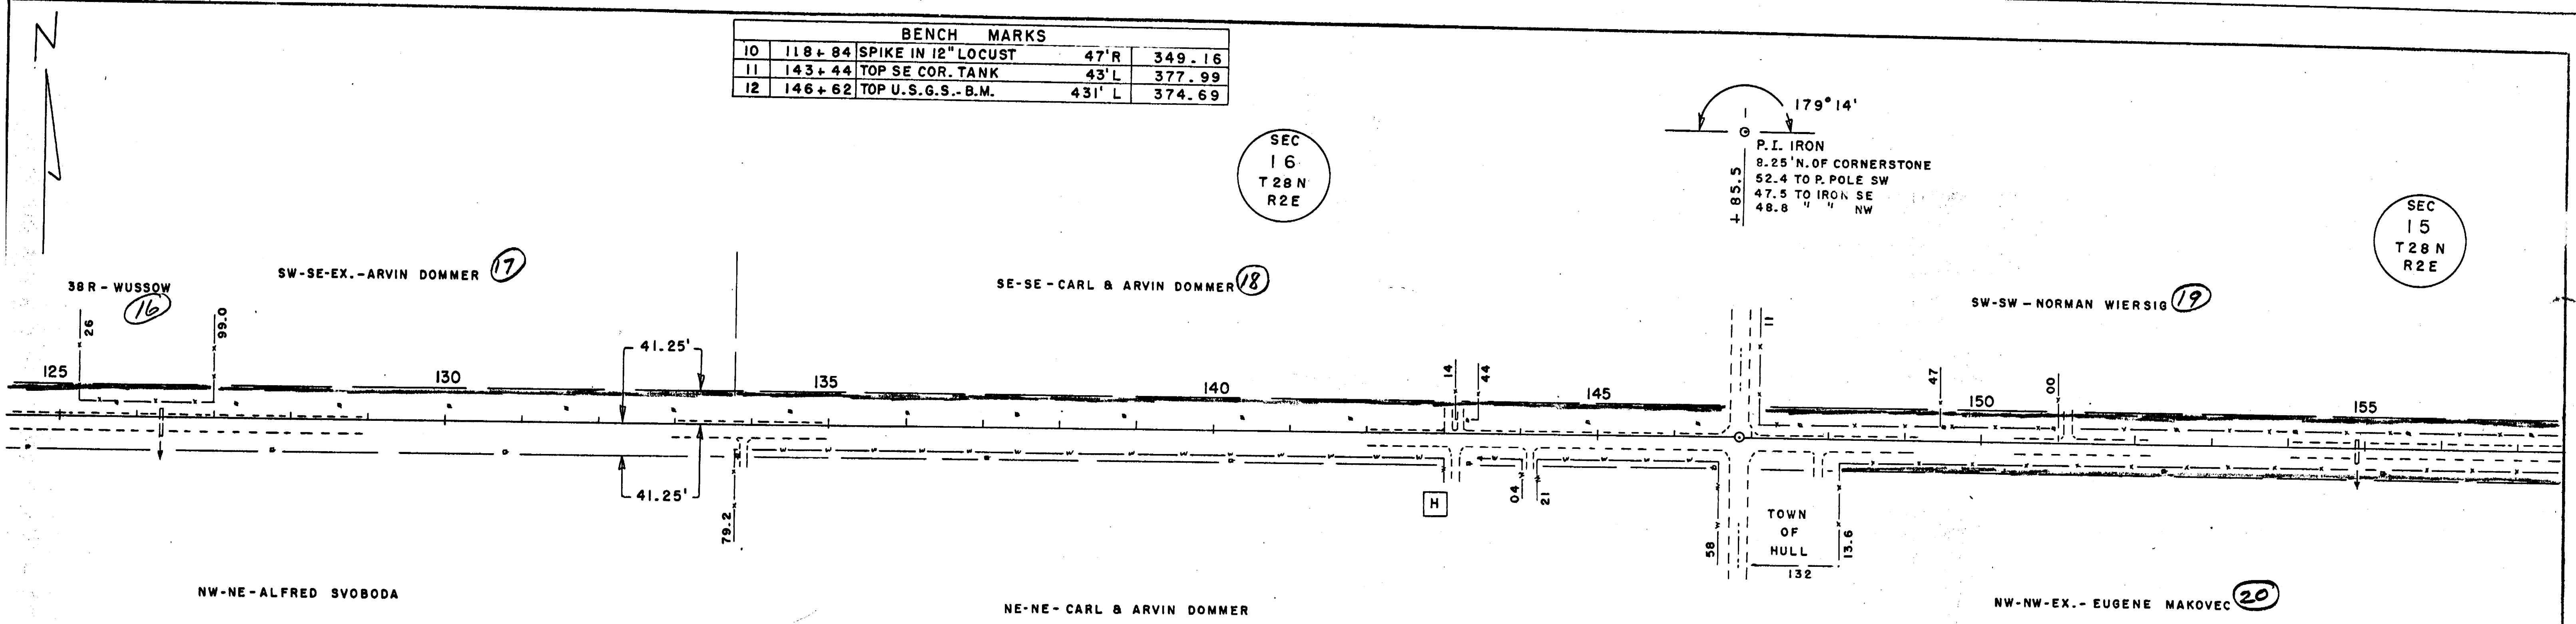 N
BENCH MARKS
10 118+84 SPIKE IN 12" LOCUST 47'R 349.16
11 143+44 TOP SE COR. TANK 43'L 377.99
12 146+62 TOP U.S.G.S.-B.M. 431' L 374.69
179°14'
P.I. IRON
8.25'N. OF CORNERSTONE
52.4 TO P. POLE SW
47.5 TO IRON SE
48.8 " " NW
+85.5
SEC
16
T28N
R2E
SEC
15
T28N
R2E
38R-WUSSOW
16
SW-SE-EX.-ARVIN DOMMER 17
SE-SE-CARL & ARVIN DOMMER 18
SW-SW-NORMAN WIERSIG 19
26
99.0
41.25'
14
44
11
47
00
125 130 135 140 145 150 155
41.25'
79.2
H
04
21
58
TOWN
OF
HULL
13.6
132
NW-NE-ALFRED SVOBODA
NE-NE-CARL & ARVIN DOMMER
NW-NW-EX.-EUGENE MAKOVEC 20